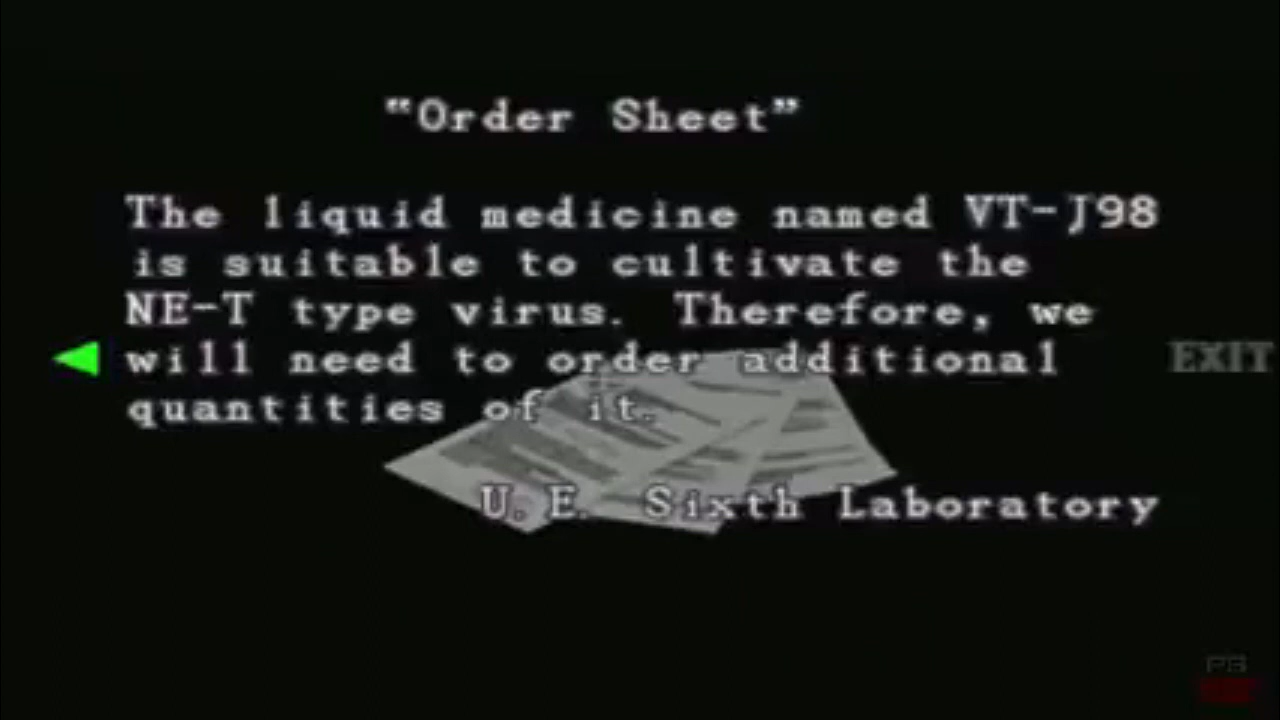 "Order Sheet"
The liquid medicine named VT-J98
is suitable to cultivate the
NE-T type virus. Therefore, we
will need to order additional
EXIT
quantities of it.
U.E. Sixth Laboratory